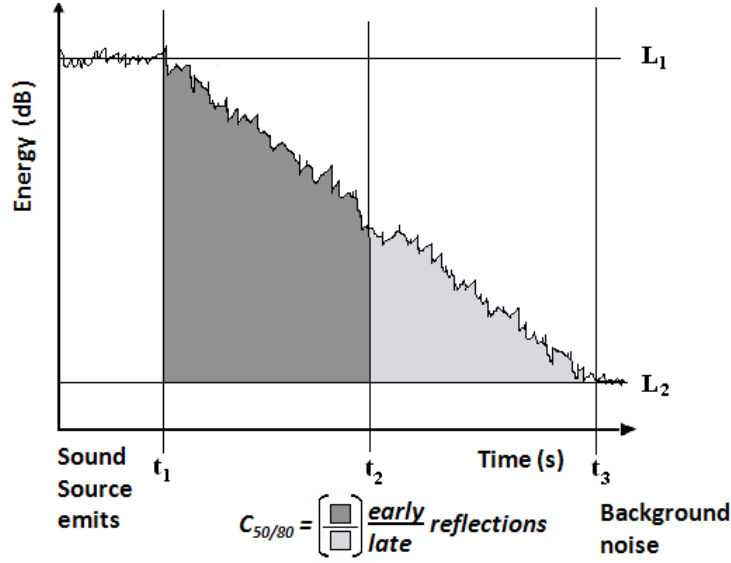 L₁
Energy (dB)
L₂
Sound
Source
emits
t₁
t₂
Time (s)
t₃
C₅₀/₈₀ = early
late
reflections
Background
noise